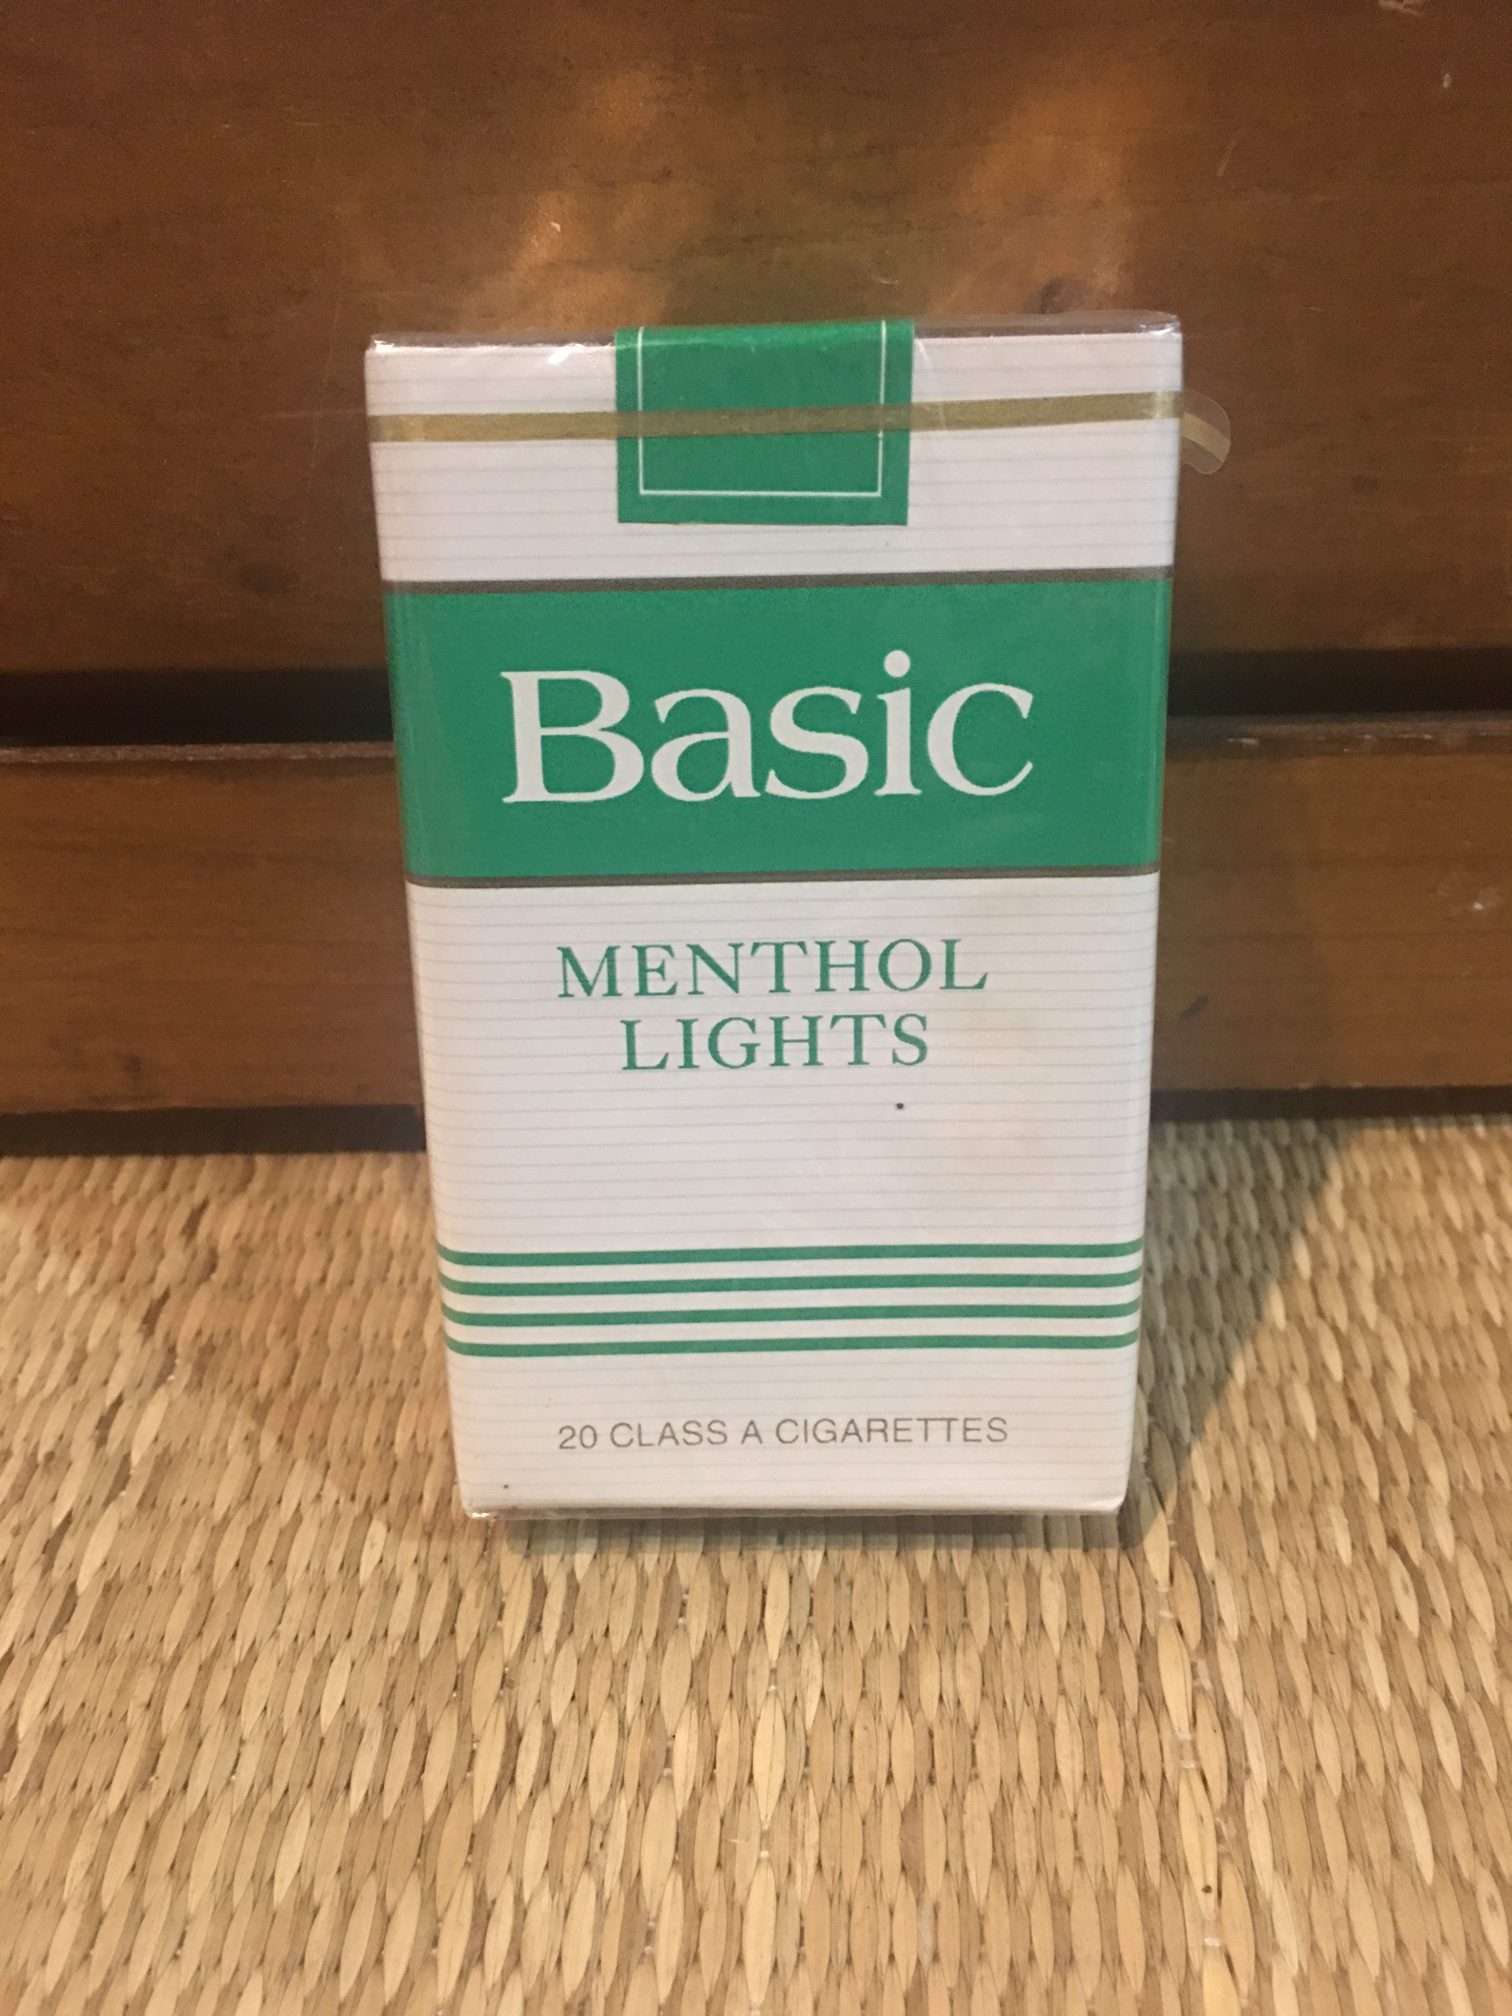 Basic
MENTHOL
LIGHTS
20 CLASS A CIGARETTES